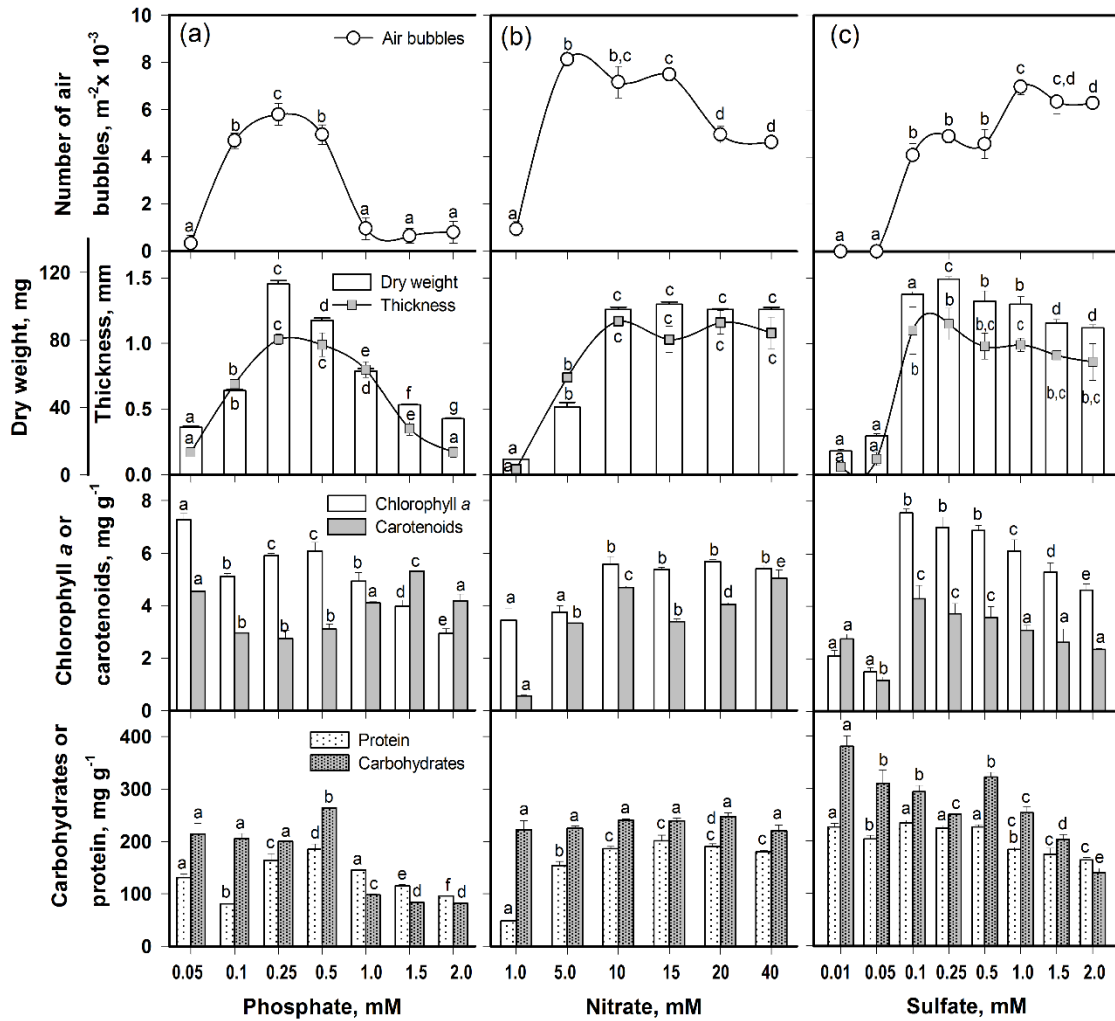 (a)
Air bubbles
(b)
(c)
Number of air
bubbles, m-2x 10-3
10
8
6
4
2
0
a b c b a a a
a b b,c c d d
a a b b b c c,d d
Dry weight, mg
Thickness, mm
120
80
40
0
1.5
1.0
0.5
0.0
Dry weight
Thickness
a b c d e f g
a b c c d e a
a b c c c c
a b c c c c
a a a c b b d d
a a b b b,c c b,c b,c
Chlorophyll a or
carotenoids, mg g-1
8
6
4
2
0
Chlorophyll a
Carotenoids
a b c c b d e
a b b b a c a
a a b b b b
a b c b d e
a a b b b c d e
a b c c c a a a
Carbohydrates or
protein, mg g-1
400
300
200
100
0
Protein
Carbohydrates
a b c d a e f
a a a b c d d
a b c c d c c
a a a a a a
a b a a a c b c c
a b b c b c d e
0.05 0.1 0.25 0.5 1.0 1.5 2.0
1.0 5.0 10 15 20 40
0.01 0.05 0.1 0.25 0.5 1.0 1.5 2.0
Phosphate, mM
Nitrate, mM
Sulfate, mM